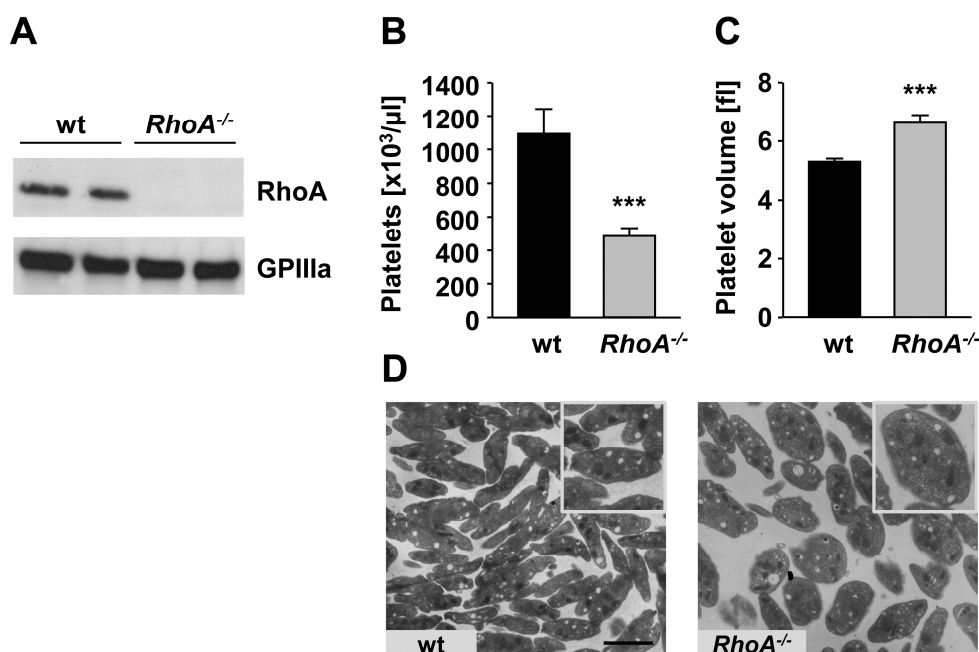 A
wt RhoA-/-
RhoA
GPIIIa
B
Platelets [x10³/µl]
1400
1200
1000
800
600
400
200
0
***
wt RhoA-/-
C
Platelet volume [fl]
8
6
4
2
0
***
wt RhoA-/-
D
wt
RhoA-/-